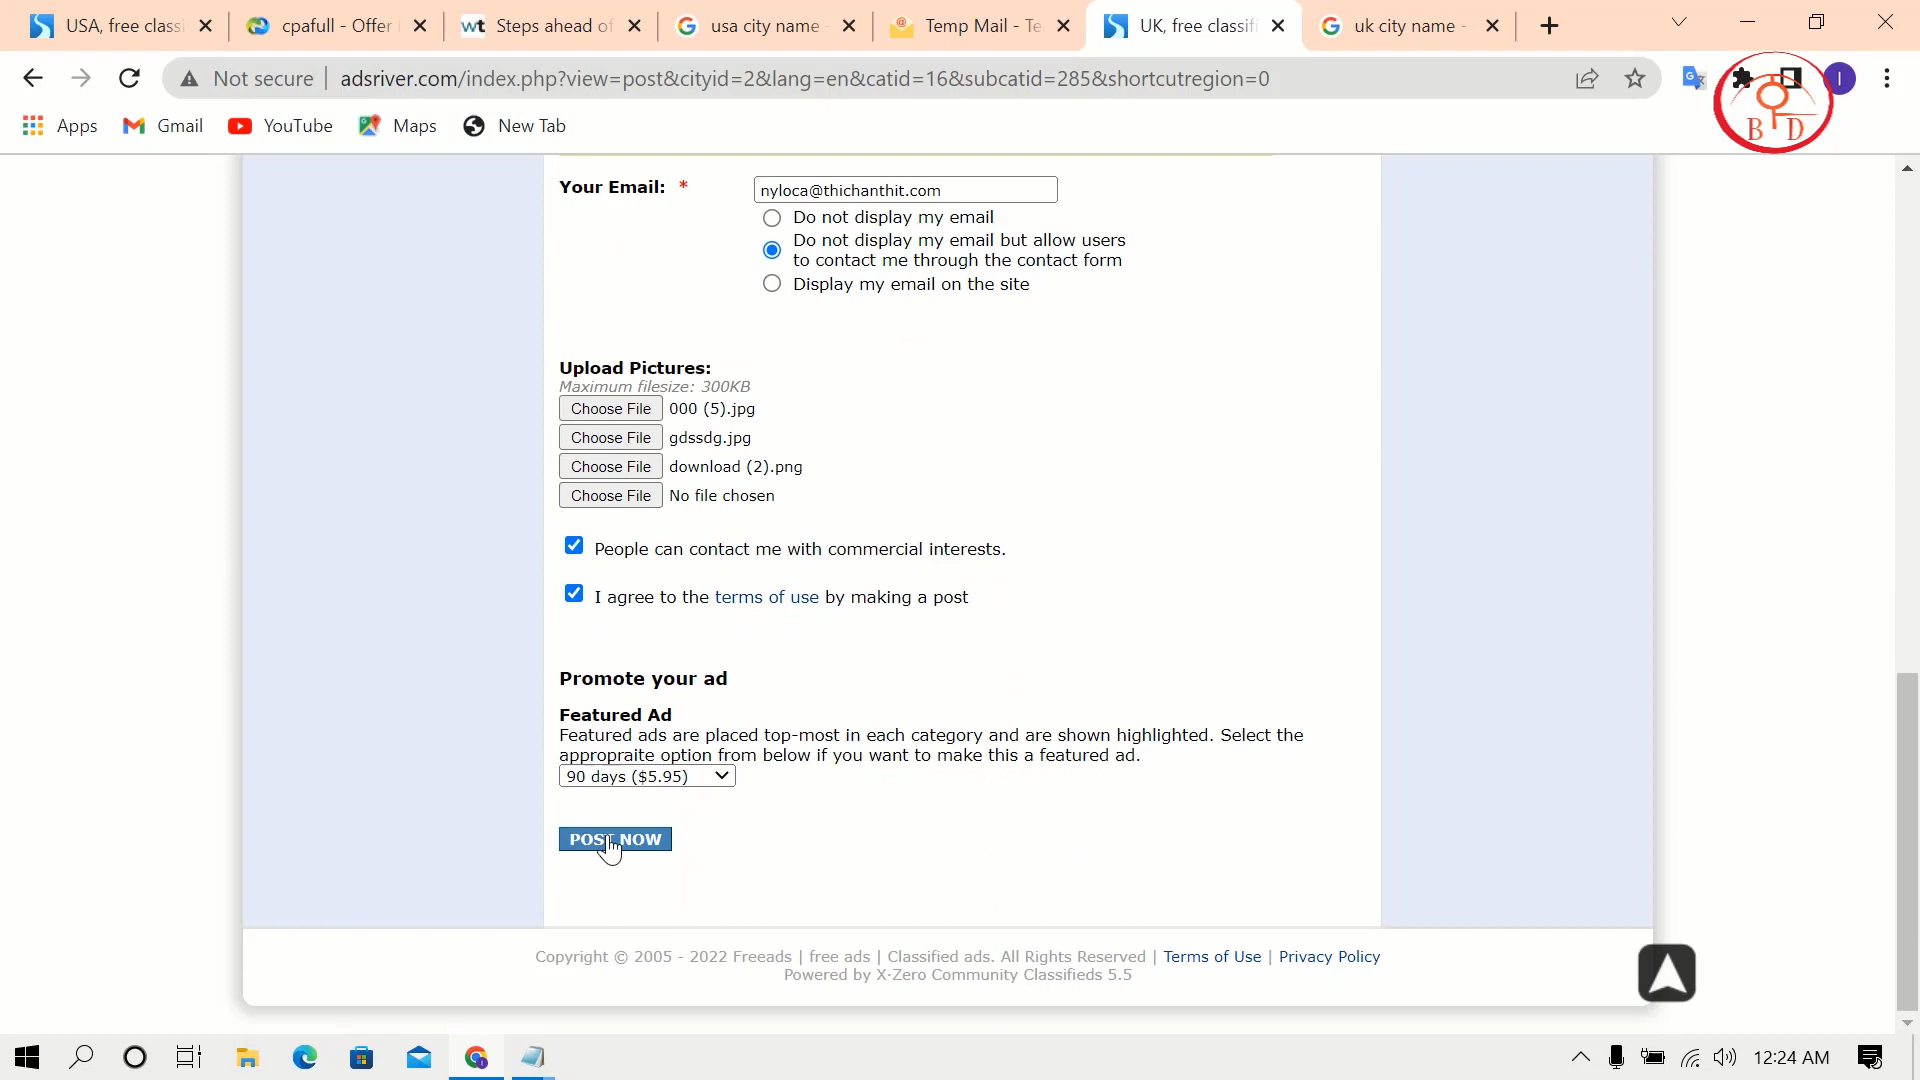 USA, free classi
cpafull - Offer
Steps ahead of
usa city name
Temp Mail - Te
UK, free classifi
uk city name -
Not secure
adsriver.com/index.php?view=post&cityid=2&lang=en&catid=16&subcatid=285&shortcutregion=0
Apps
Gmail
YouTube
Maps
New Tab
B D
Your Email: *
nyloca@thichanthit.com
Do not display my email
Do not display my email but allow users
to contact me through the contact form
Display my email on the site
Upload Pictures:
Maximum filesize: 300KB
Choose File 000 (5).jpg
Choose File gdssdg.jpg
Choose File download (2).png
Choose File No file chosen
People can contact me with commercial interests.
I agree to the terms of use by making a post
Promote your ad
Featured Ad
Featured ads are placed top-most in each category and are shown highlighted. Select the
appropraite option from below if you want to make this a featured ad.
90 days ($5.95)
POST NOW
Copyright © 2005 - 2022 Freeads | free ads | Classified ads. All Rights Reserved | Terms of Use | Privacy Policy
Powered by X-Zero Community Classifieds 5.5
12:24 AM